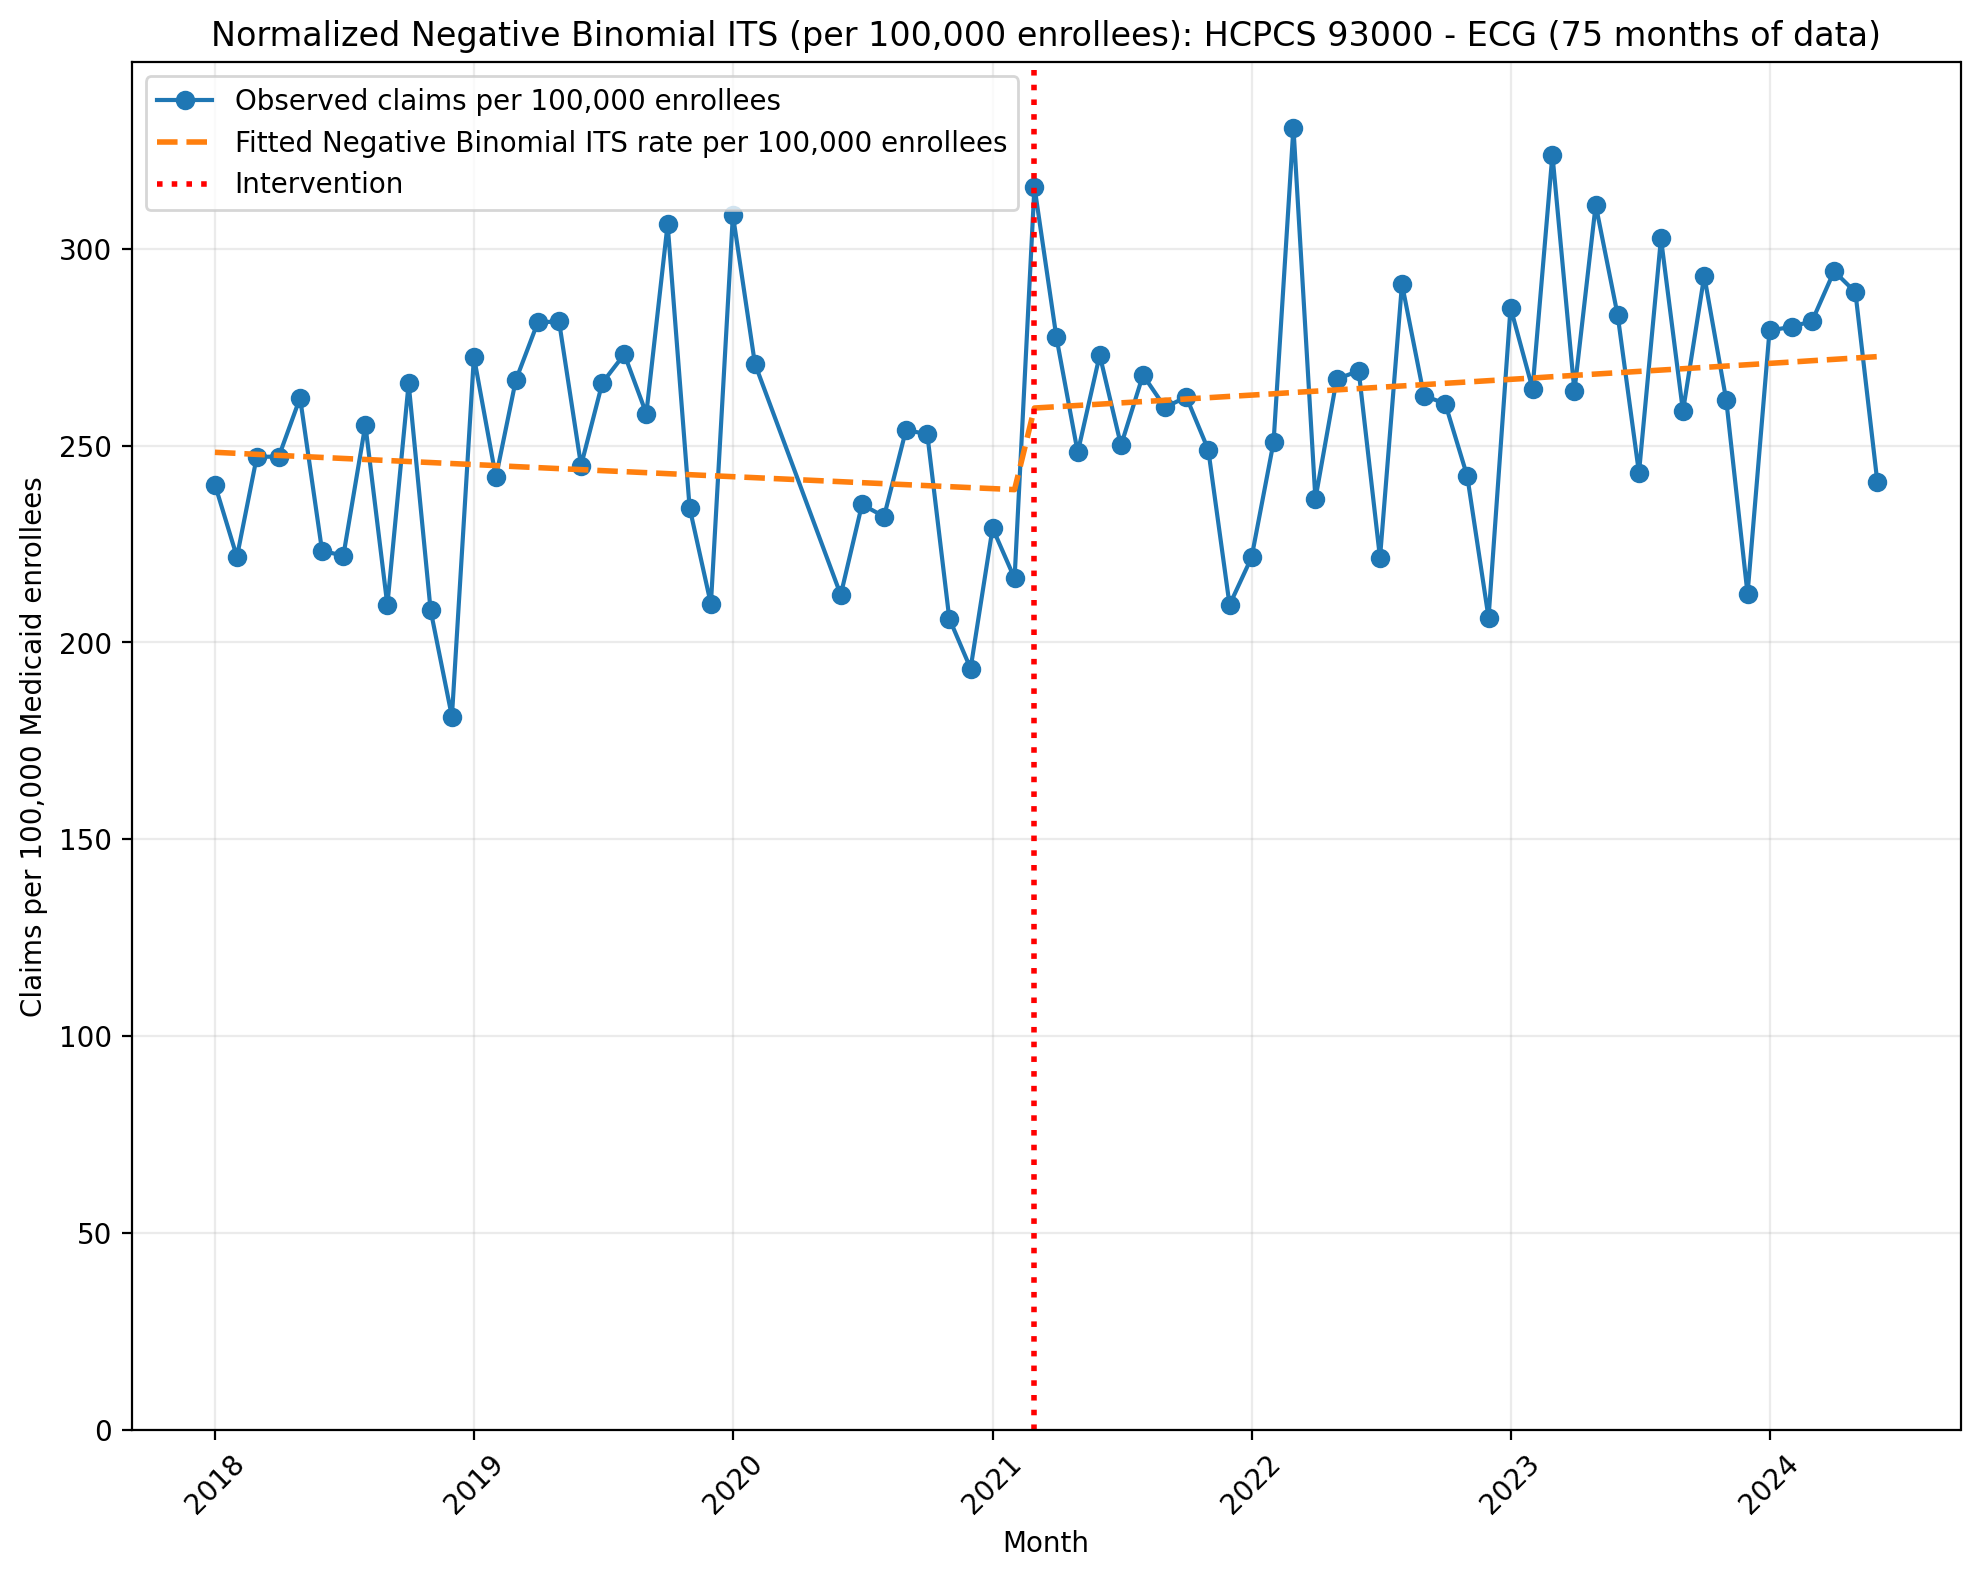 Normalized Negative Binomial ITS (per 100,000 enrollees): HCPCS 93000 - ECG (75 months of data)
Observed claims per 100,000 enrollees
Fitted Negative Binomial ITS rate per 100,000 enrollees
Intervention
Claims per 100,000 Medicaid enrollees
300
250
200
150
100
50
0
2018
2019
2020
2021
2022
2023
2024
Month